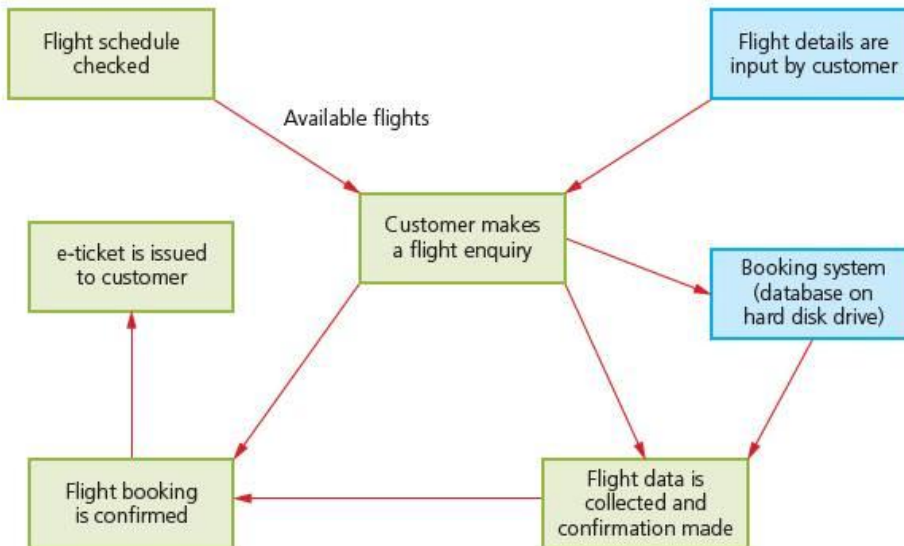 Flight schedule
checked
Flight details are
input by customer
Available flights
Customer makes
a flight enquiry
e-ticket is issued
to customer
Booking system
(database on
hard disk drive)
Flight booking
is confirmed
Flight data is
collected and
confirmation made